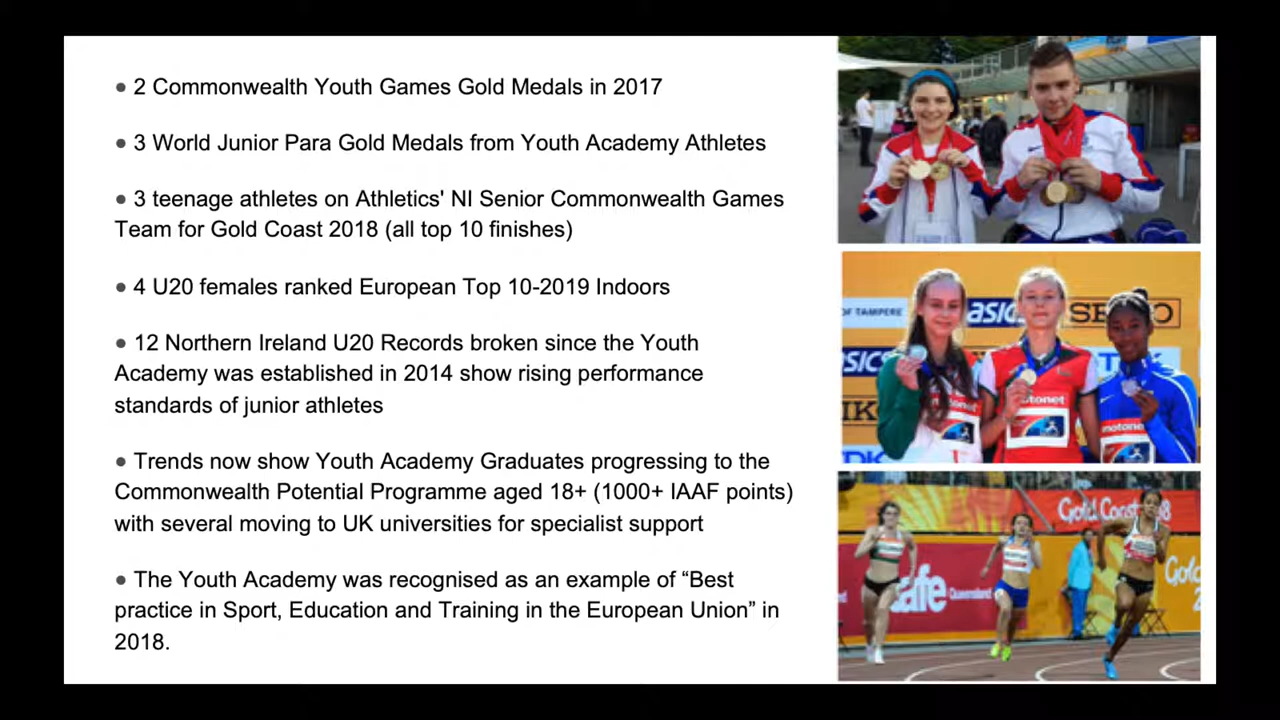 ● 2 Commonwealth Youth Games Gold Medals in 2017
● 3 World Junior Para Gold Medals from Youth Academy Athletes
● 3 teenage athletes on Athletics' NI Senior Commonwealth Games
Team for Gold Coast 2018 (all top 10 finishes)
● 4 U20 females ranked European Top 10-2019 Indoors
● 12 Northern Ireland U20 Records broken since the Youth
Academy was established in 2014 show rising performance
standards of junior athletes
● Trends now show Youth Academy Graduates progressing to the
Commonwealth Potential Programme aged 18+ (1000+ IAAF points)
with several moving to UK universities for specialist support
● The Youth Academy was recognised as an example of “Best
practice in Sport, Education and Training in the European Union” in
2018.
OF TAMPERE
asics
motonet
Gold Coast
Queensland